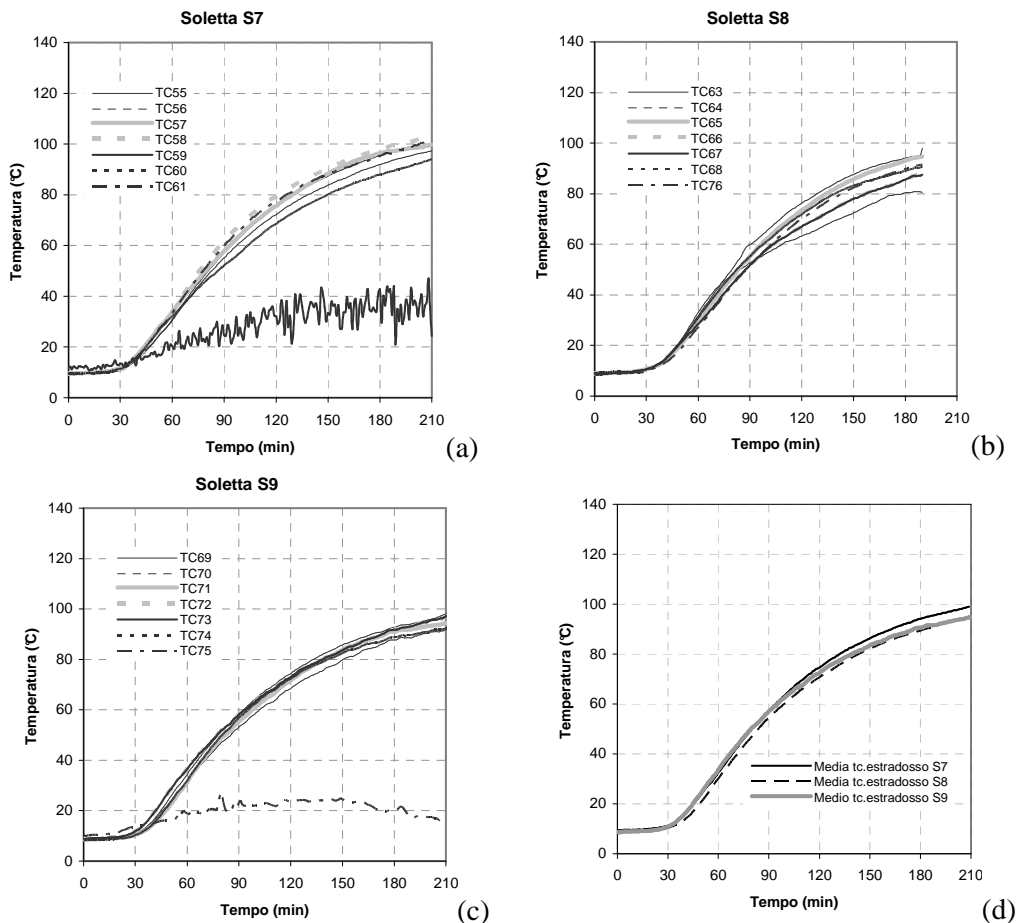 Soletta S7
Temperatura (°C)
140
120
100
80
60
40
20
0
TC55
TC56
TC57
TC58
TC59
TC60
TC61
0 30 60 90 120 150 180 210
Tempo (min)
(a)
Soletta S8
Temperatura (°C)
140
120
100
80
60
40
20
0
TC63
TC64
TC65
TC66
TC67
TC68
TC76
0 30 60 90 120 150 180 210
Tempo (min)
(b)
Soletta S9
Temperatura (°C)
140
120
100
80
60
40
20
0
TC69
TC70
TC71
TC72
TC73
TC74
TC75
0 30 60 90 120 150 180 210
Tempo (min)
(c)
Temperatura (°C)
140
120
100
80
60
40
20
0
Media tc.estradosso S7
Media tc.estradosso S8
Medio tc.estradosso S9
0 30 60 90 120 150 180 210
Tempo (min)
(d)